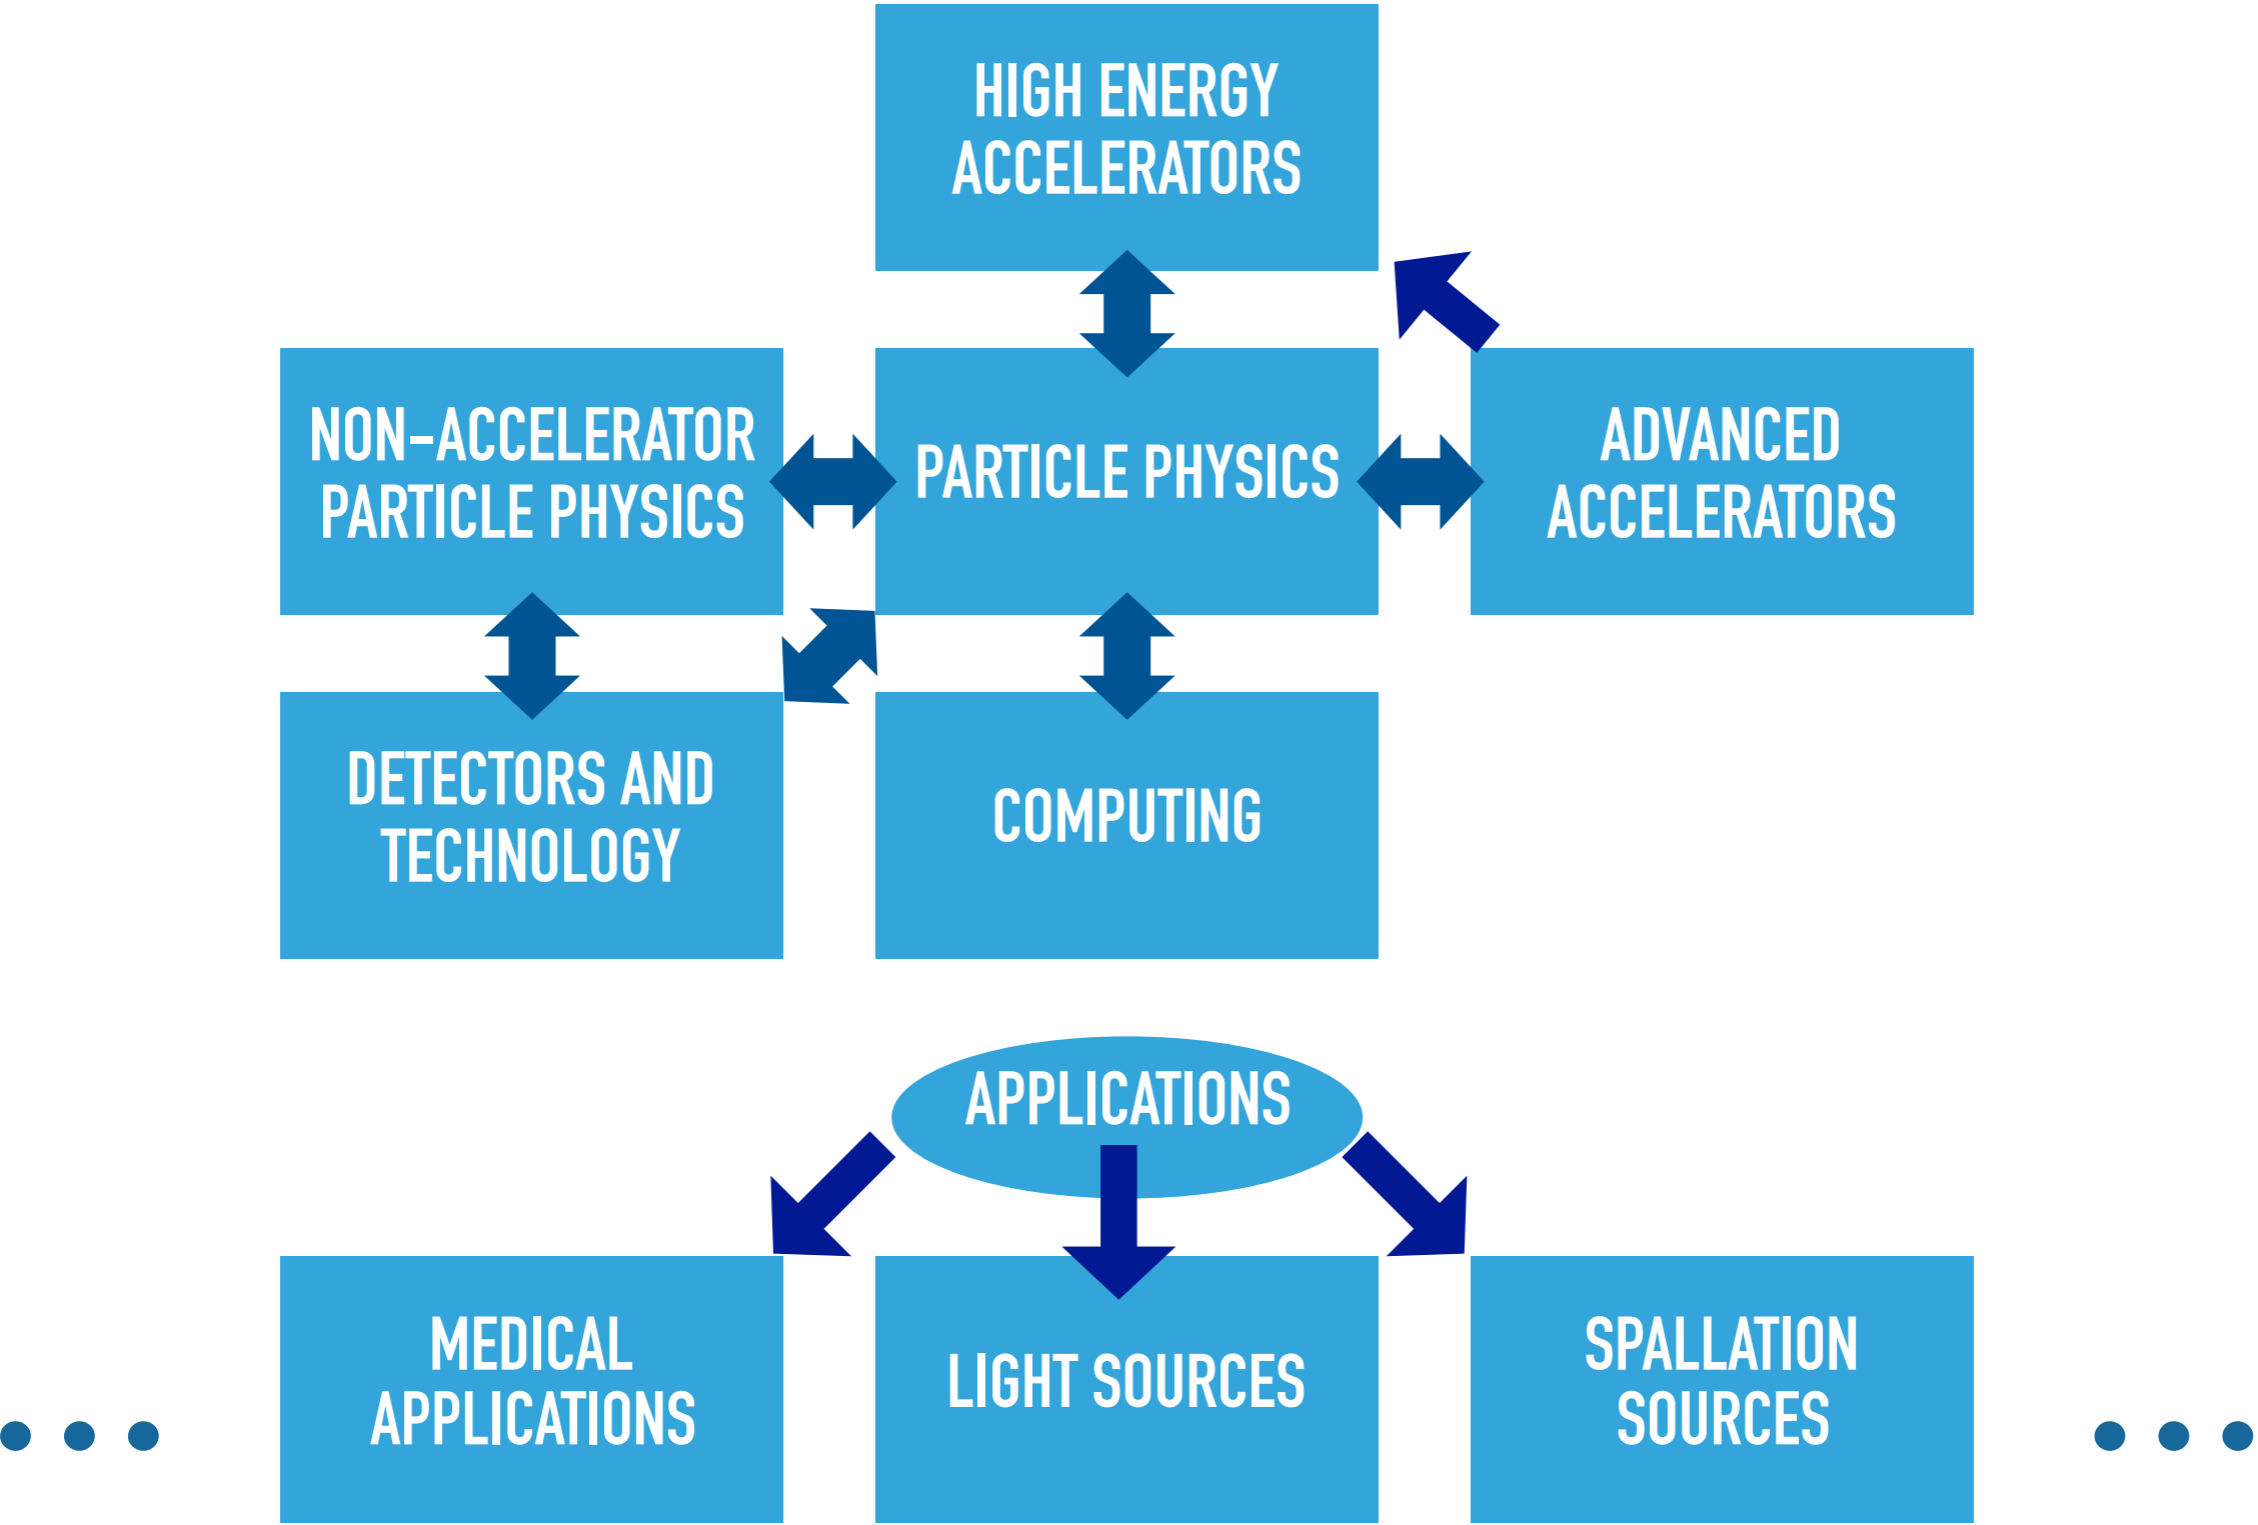 HIGH ENERGY
ACCELERATORS
NON-ACCELERATOR
PARTICLE PHYSICS
PARTICLE PHYSICS
ADVANCED
ACCELERATORS
DETECTORS AND
TECHNOLOGY
COMPUTING
APPLICATIONS
MEDICAL
APPLICATIONS
LIGHT SOURCES
SPALLATION
SOURCES